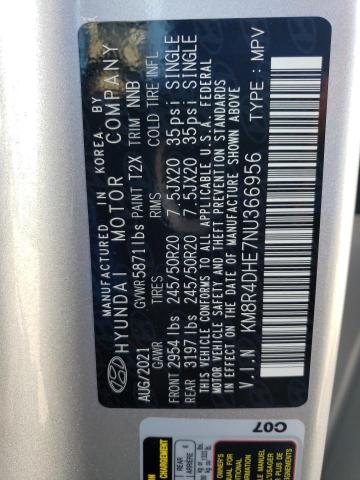 MANUFACTURED IN KOREA BY
HYUNDAI MOTOR COMPANY
AUG/2021 GVWR5871lbs PAINT T2X TRIM NNB
GAWR TIRES RIMS COLD TIRE INFL
FRONT 2954 lbs 245/50R20 7.5JX20 35psi SINGLE
REAR 3197 lbs 245/50R20 7.5JX20 35psi SINGLE
THIS VEHICLE CONFORMS TO ALL APPLICABLE U.S.A. FEDERAL
MOTOR VEHICLE SAFETY, BUMPER AND THEFT PREVENTION STANDARDS
IN EFFECT ON THE DATE OF MANUFACTURE SHOWN ABOVE.
V.I.N : KM8R4DHE7NU366956 TYPE : MPV
C07
REAR